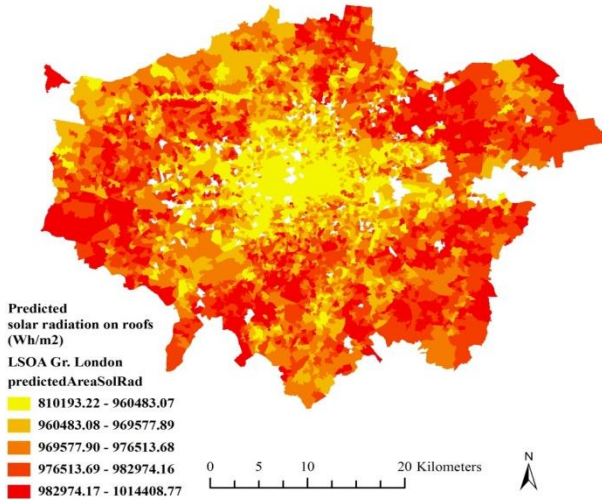 Predicted
solar radiation on roofs
(Wh/m2)
LSOA Gr. London
predictedAreaSolRad
810193.22 - 960483.07
960483.08 - 969577.89
969577.90 - 976513.68
976513.69 - 982974.16
982974.17 - 1014408.77
0 5 10 20 Kilometers
N